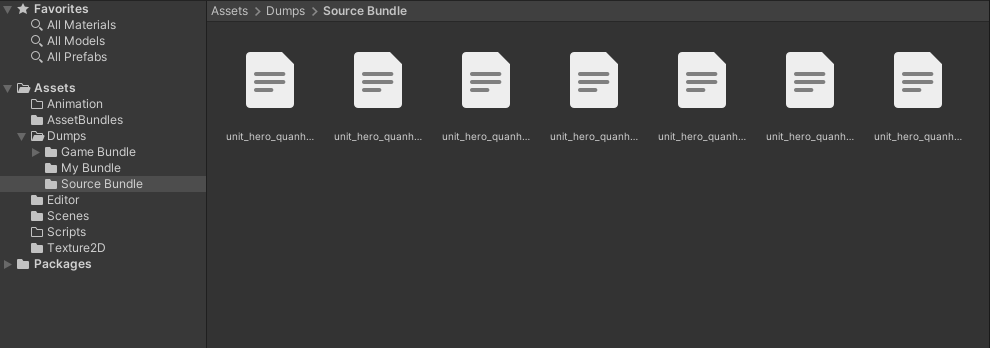 Favorites
All Materials
All Models
All Prefabs
Assets
Animation
AssetBundles
Dumps
Game Bundle
My Bundle
Source Bundle
Editor
Scenes
Scripts
Texture2D
Packages
Assets > Dumps > Source Bundle
unit_hero_quanh...
unit_hero_quanh...
unit_hero_quanh...
unit_hero_quanh...
unit_hero_quanh...
unit_hero_quanh...
unit_hero_quanh...